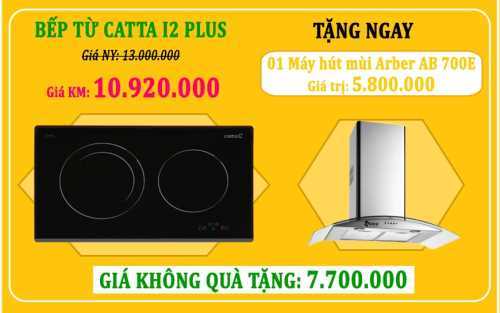 BẾP TỪ CATTA I2 PLUS
Giá NY: 13.000.000
Giá KM: 10.920.000
TẶNG NGAY
01 Máy hút mùi Arber AB 700E
Giá trị: 5.800.000
GIÁ KHÔNG QUÀ TẶNG: 7.700.000